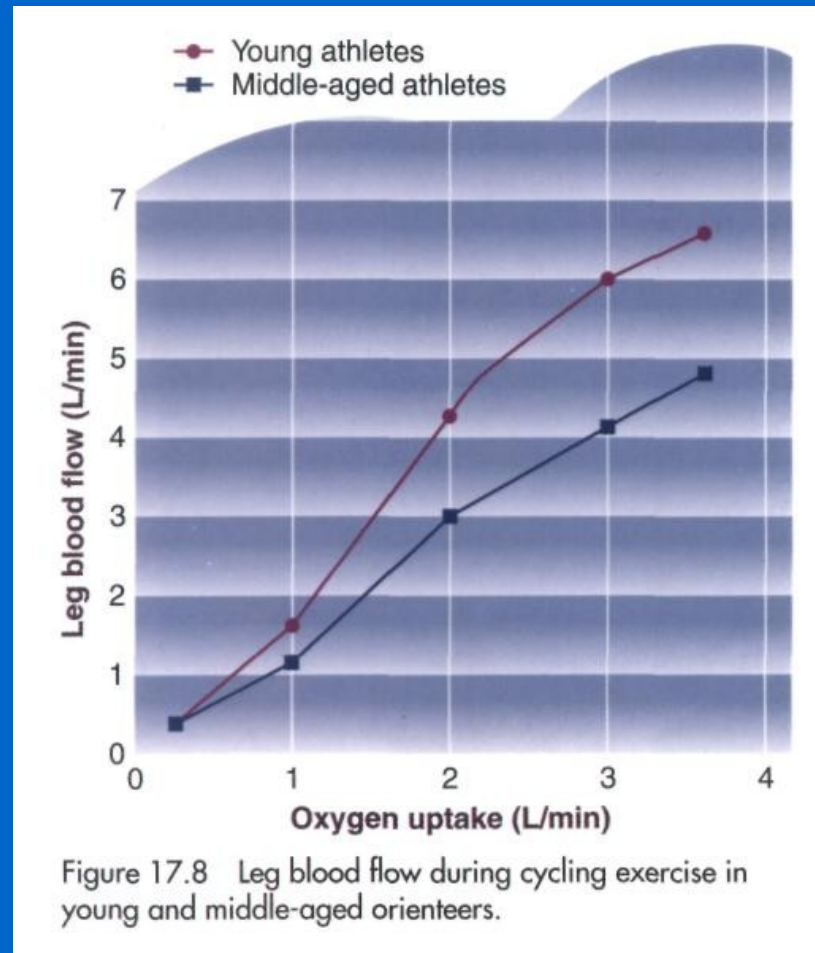 Young athletes
Middle-aged athletes
7
6
5
4
3
2
1
0
Leg blood flow (L/min)
0 1 2 3 4
Oxygen uptake (L/min)
Figure 17.8 Leg blood flow during cycling exercise in
young and middle-aged orienteers.